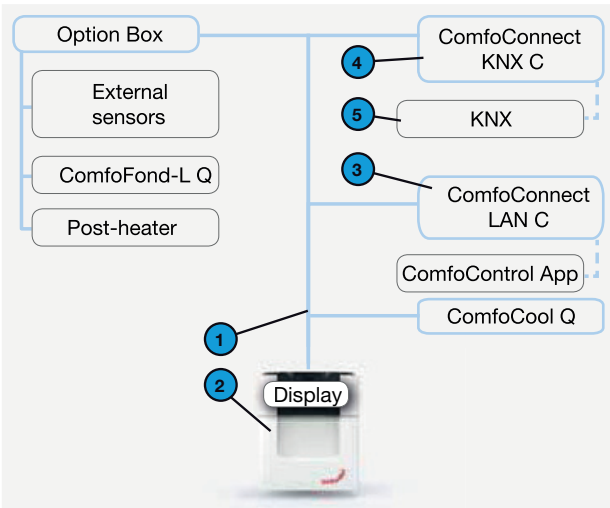 Option Box
External
sensors
ComfoFond-L Q
Post-heater
ComfoConnect
KNX C
4
5
KNX
3
ComfoConnect
LAN C
ComfoControl App
ComfoCool Q
1
2
Display